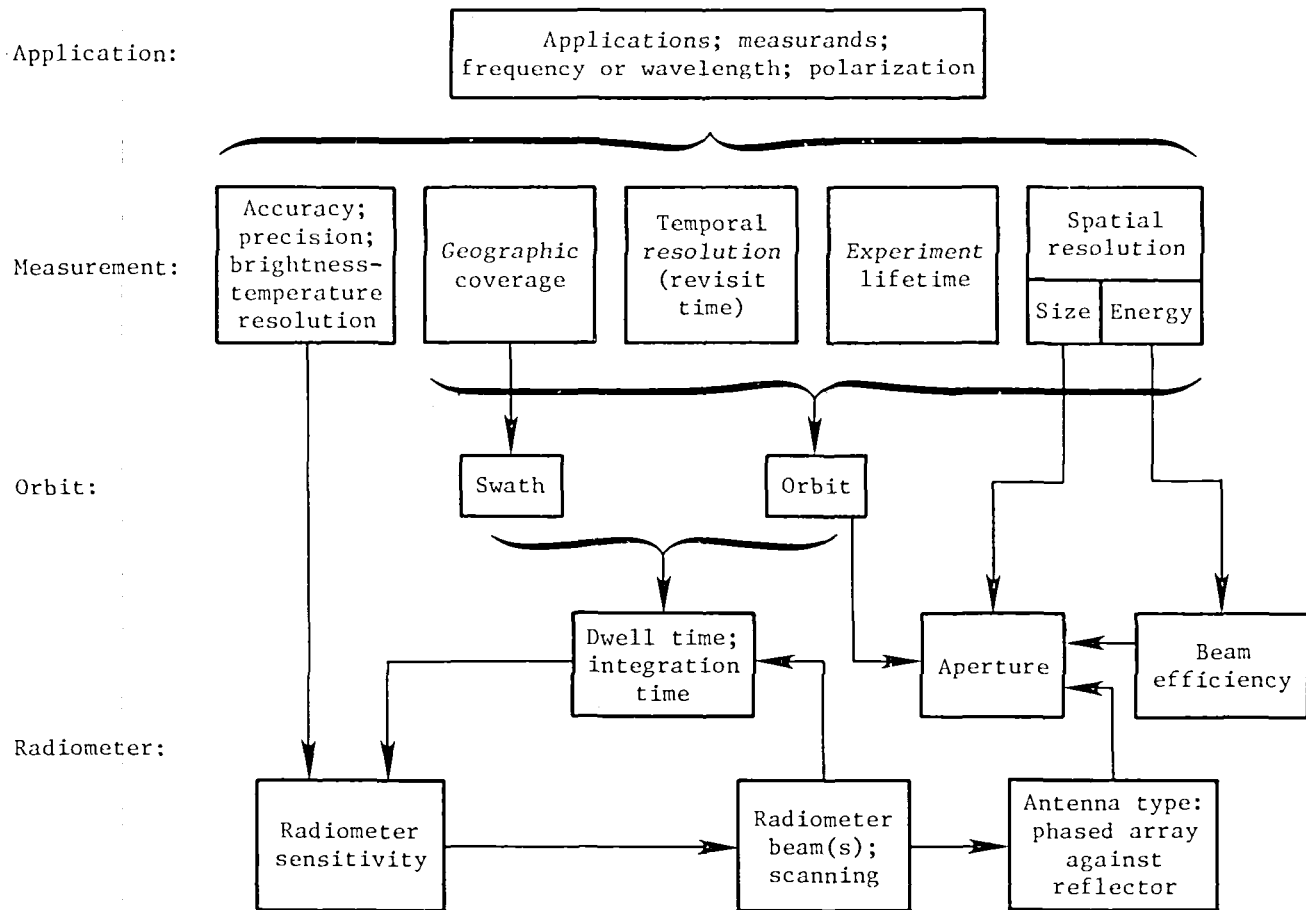 Application:
Applications; measurands;
frequency or wavelength; polarization
Measurement:
Accuracy;
precision;
brightness-
temperature
resolution
Geographic
coverage
Temporal
resolution
(revisit
time)
Experiment
lifetime
Spatial
resolution
Size
Energy
Orbit:
Swath
Orbit
Radiometer:
Dwell time;
integration
time
Aperture
Beam
efficiency
Radiometer
sensitivity
Radiometer
beam(s);
scanning
Antenna type:
phased array
against
reflector